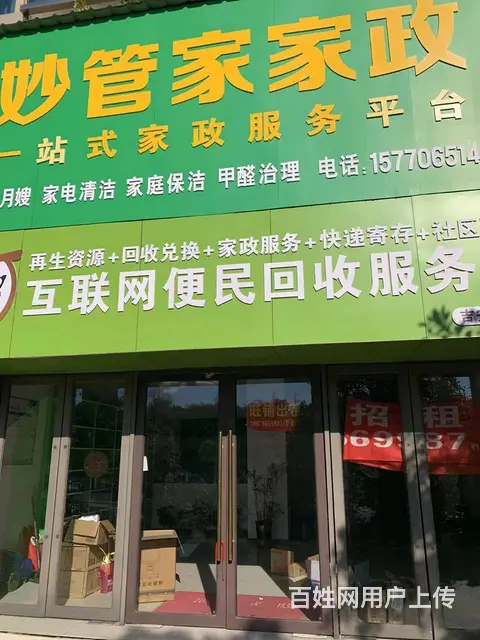 妙管家家政
一站式家政服务平台
月嫂 家电清洁 家庭保洁 甲醛治理 电话: 157706514
再生资源+回收兑换+家政服务+快递寄存+社区
互联网便民回收服务
旺铺出租
招租
百姓网用户上传